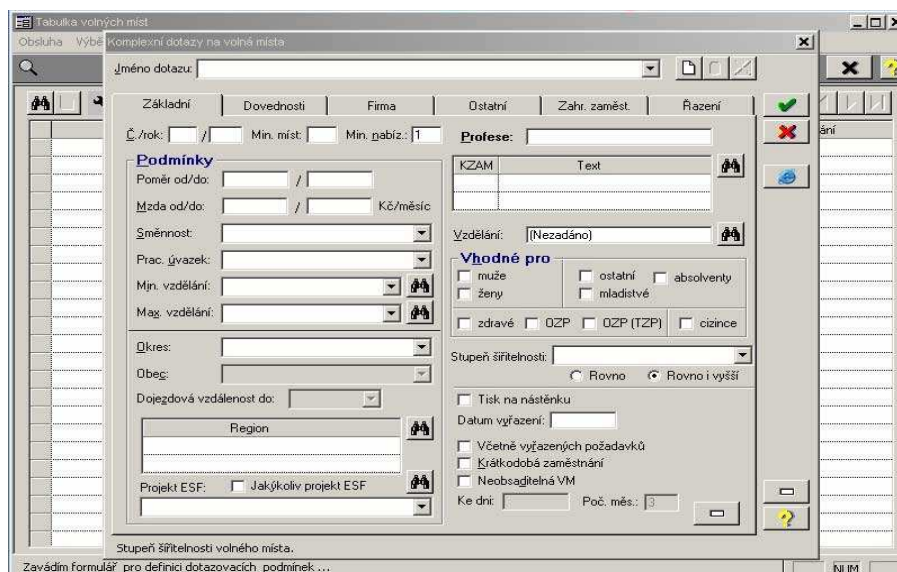 Tabulka volných míst
Obsluha Výbě
Komplexní dotazy na volná místa
Jméno dotazu:
Základní Dovednosti Firma Ostatní Zahr. zaměst. Řazení
Č./rok: / Min. míst: Min. nabíz.: 1 Profese:
Podmínky
Poměr od/do: /
Mzda od/do: / Kč/měsíc
Směnnost:
Prac. úvazek:
Min. vzdělání:
Max. vzdělání:
Okres:
Obec:
Dojezdová vzdálenost do:
Region
Projekt ESF: Jakýkoliv projekt ESF
KZAM Text
Vzdělání: (Nezadáno)
Vhodné pro
muže ostatní absolventy
ženy mladistvé
zdravé OZP OZP (TZP) cizince
Stupeň šiřitelnosti:
Rovno Rovno i vyšší
Tisk na nástěnku
Datum vyřazení:
Včetně vyřazených požadavků
Krátkodobá zaměstnání
Neobsaditelná VM
Ke dni: Poč. měs.: 3
ání
Stupeň šiřitelnosti volného místa.
Zavádím formulář pro definici dotazovacích podmínek ... NUM